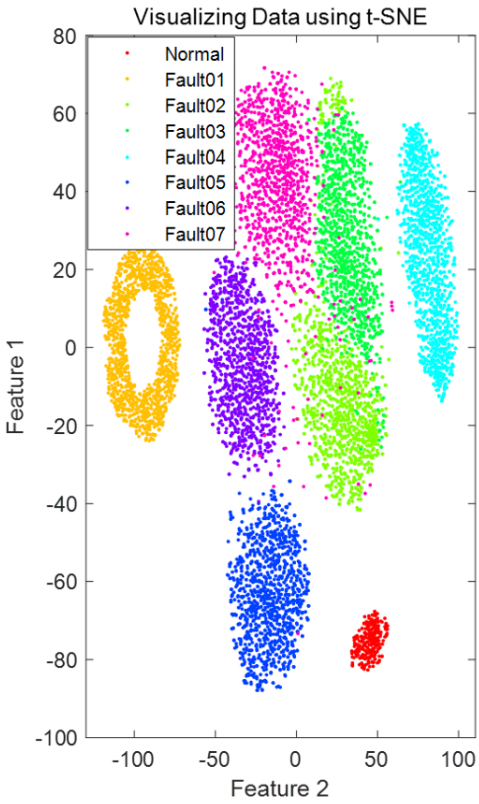 Visualizing Data using t-SNE
Normal
Fault01
Fault02
Fault03
Fault04
Fault05
Fault06
Fault07
80
60
40
20
0
-20
-40
-60
-80
-100
Feature 1
-100 -50 0 50 100
Feature 2